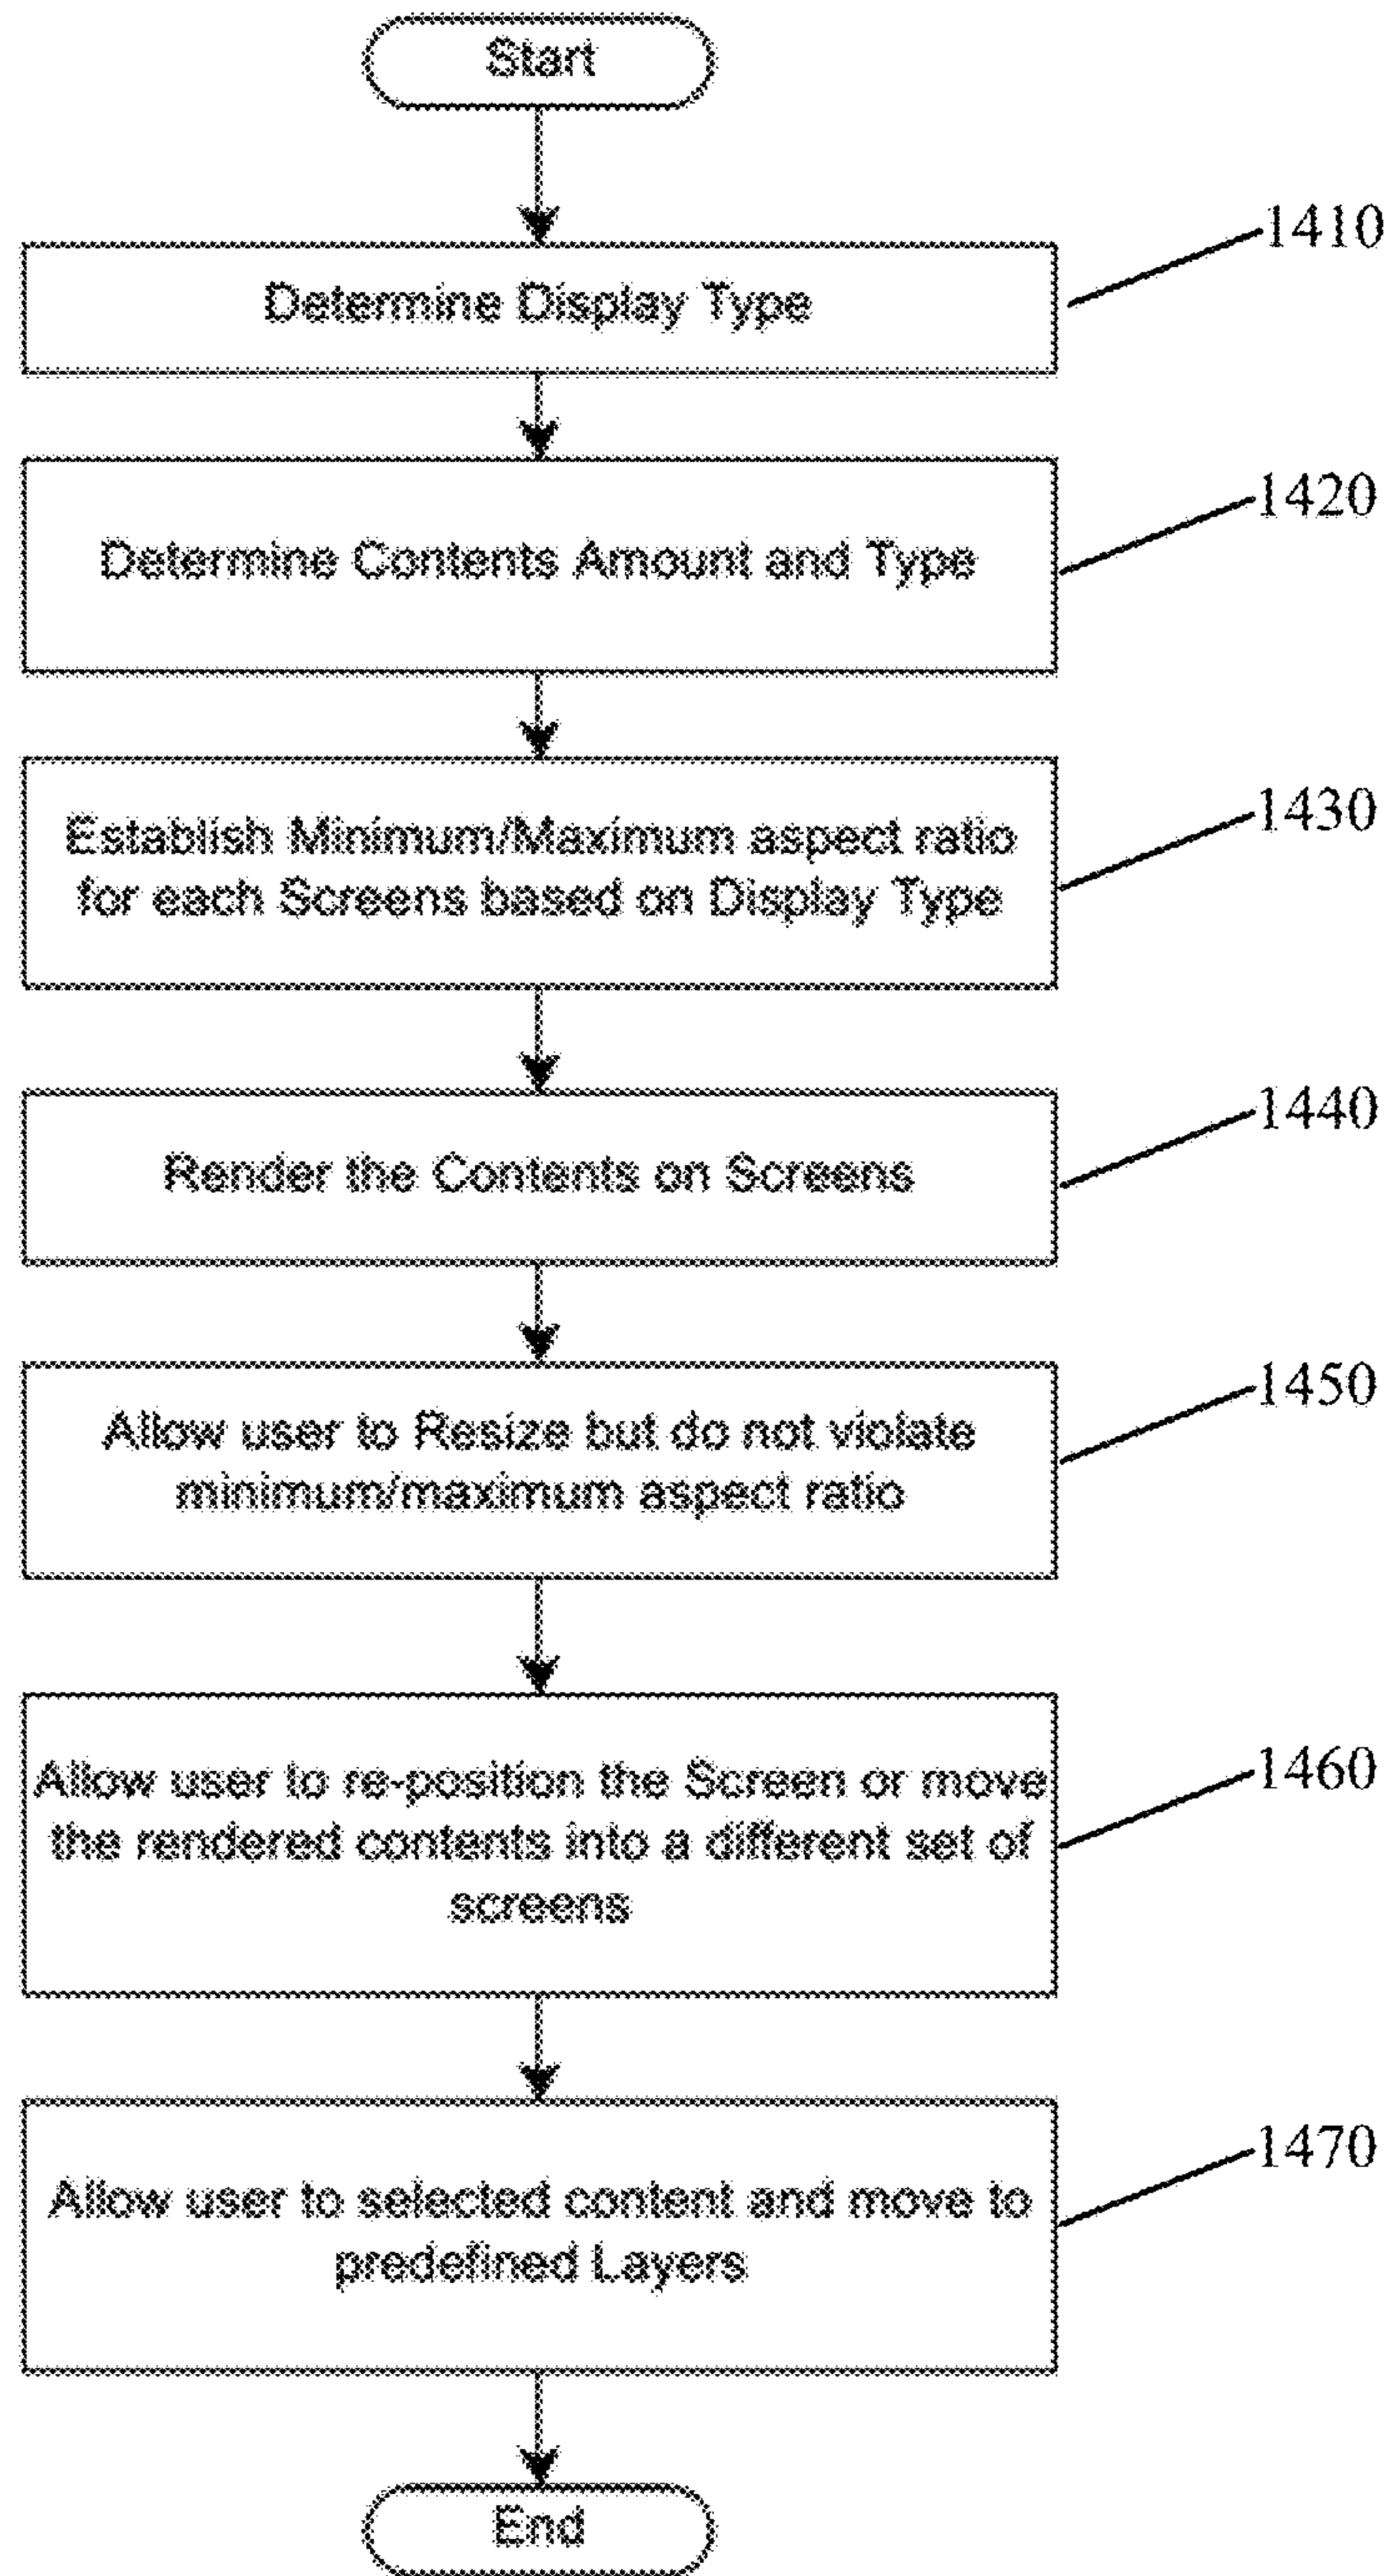 Start
1410
Determine Display Type
1420
Determine Contents Amount and Type
1430
Establish Minimum/Maximum aspect ratio
for each Screens based on Display Type
1440
Render the Contents on Screens
1450
Allow user to Resize but do not violate
minimum/maximum aspect ratio
1460
Allow user to re-position the Screen or move
the rendered contents into a different set of
screens
1470
Allow user to selected content and move to
predefined Layers
End